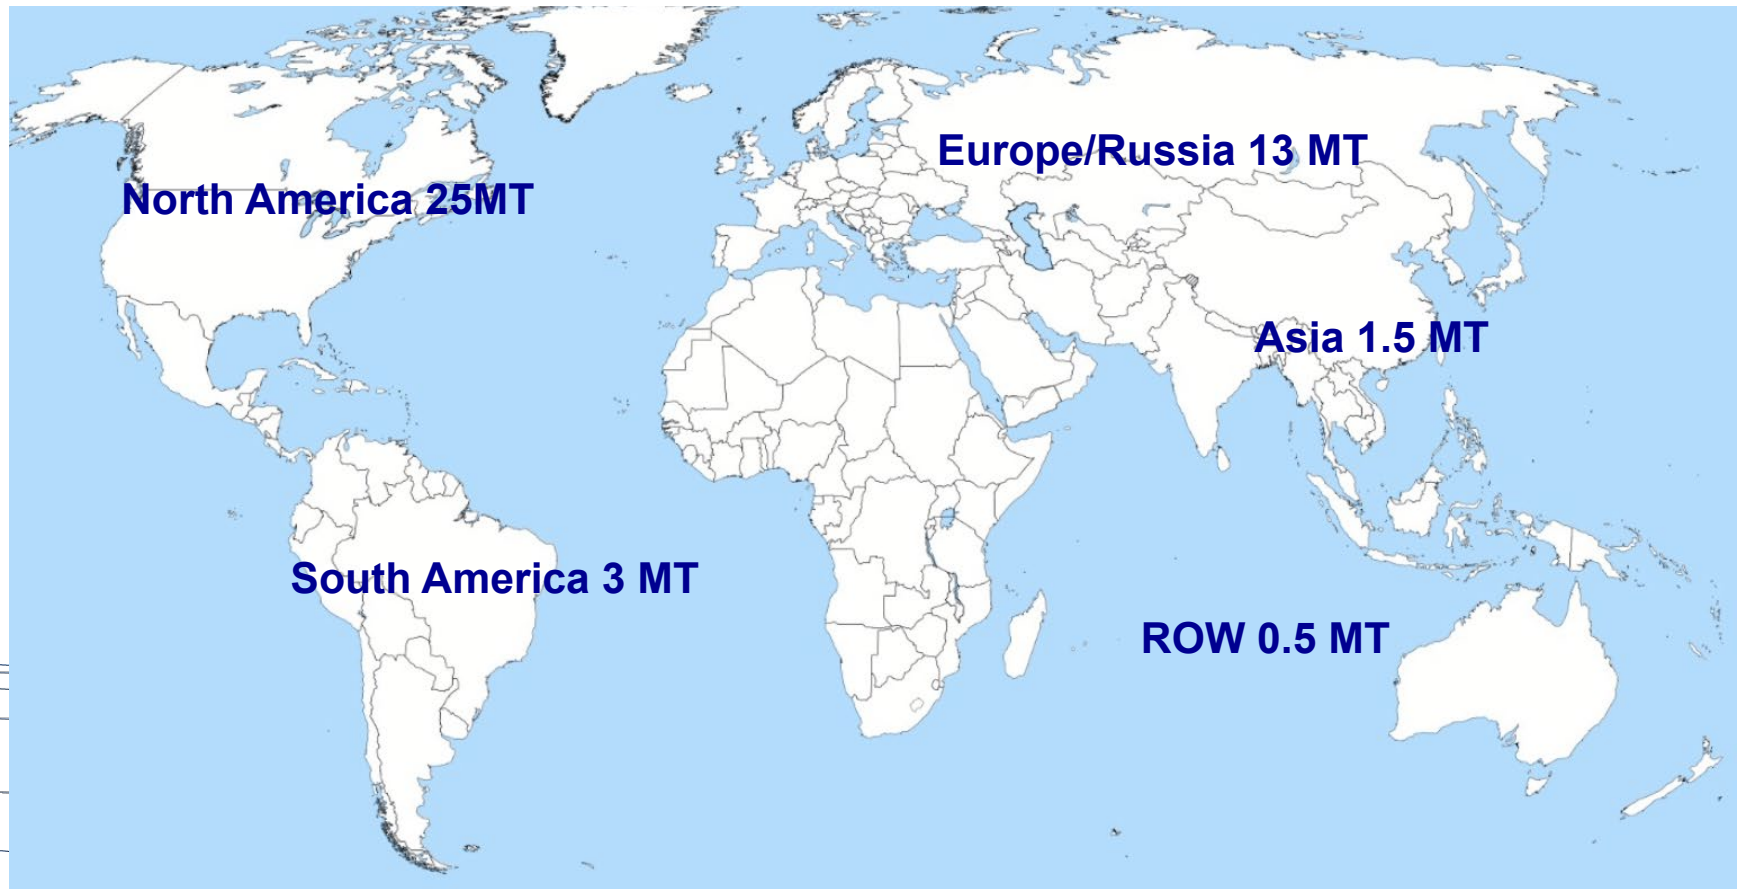 Europe/Russia 13 MT
North America 25MT
Asia 1.5 MT
South America 3 MT
ROW 0.5 MT